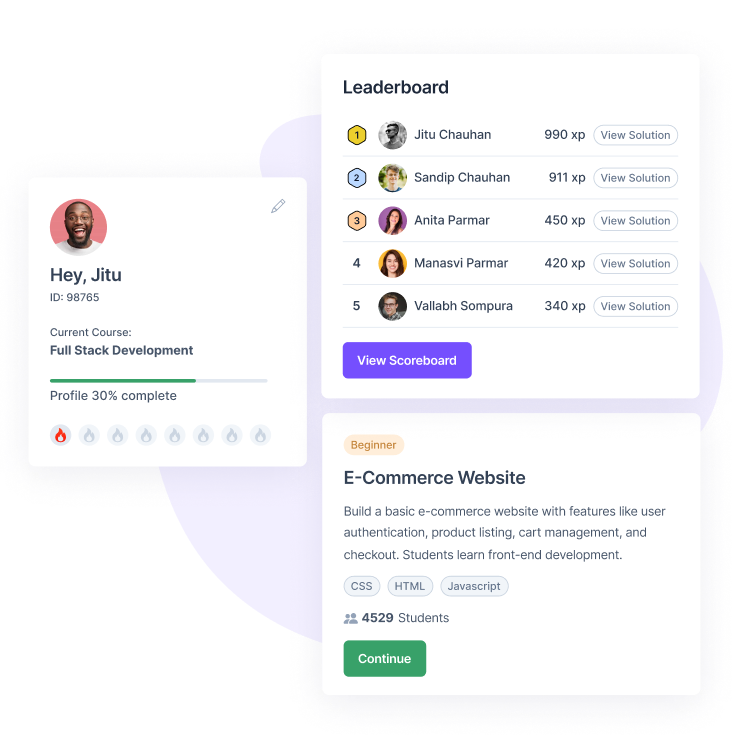 Hey, Jitu
ID: 98765
Current Course:
Full Stack Development
Profile 30% complete
Leaderboard
1 Jitu Chauhan 990 xp View Solution
2 Sandip Chauhan 911 xp View Solution
3 Anita Parmar 450 xp View Solution
4 Manasvi Parmar 420 xp View Solution
5 Vallabh Sompura 340 xp View Solution
View Scoreboard
Beginner
E-Commerce Website
Build a basic e-commerce website with features like user
authentication, product listing, cart management, and
checkout. Students learn front-end development.
CSS HTML Javascript
4529 Students
Continue